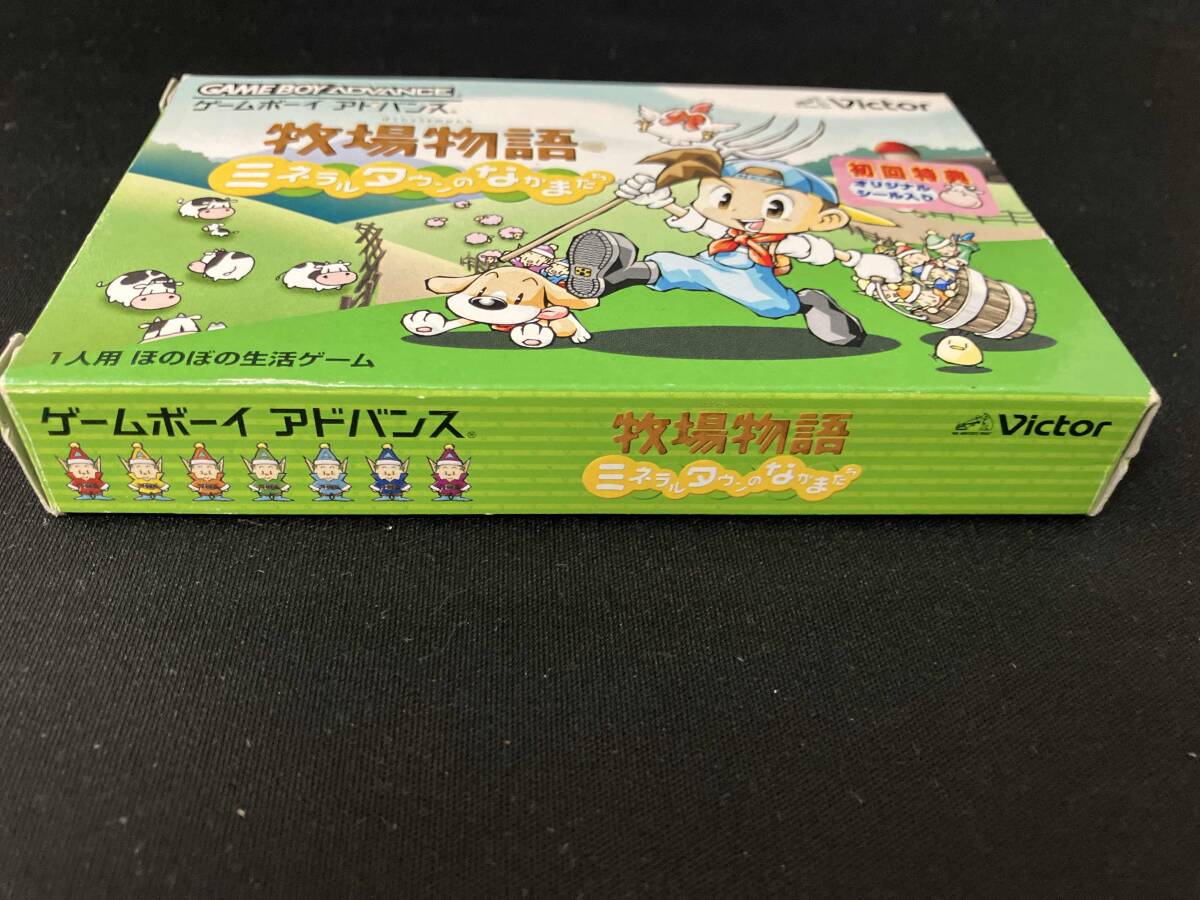 GAME BOY ADVANCE
ゲームボーイ アドバンス
Victor
牧場物語
ミネラルタウンのなかまたち
初回特典
オリジナル
シール入り
1人用 ほのぼの生活ゲーム
ゲームボーイ アドバンス®
牧場物語
ミネラルタウンのなかまたち
Victor